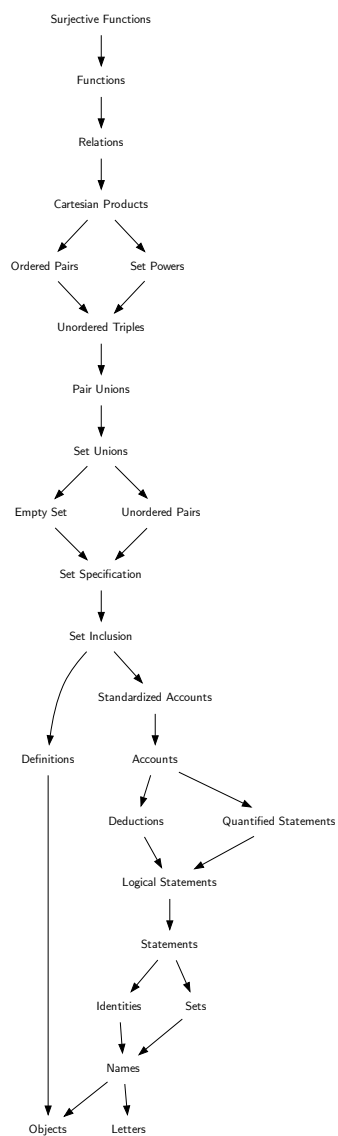 Surjective Functions
Functions
Relations
Cartesian Products
Ordered Pairs
Set Powers
Unordered Triples
Pair Unions
Set Unions
Empty Set
Unordered Pairs
Set Specification
Set Inclusion
Standardized Accounts
Definitions
Accounts
Deductions
Quantified Statements
Logical Statements
Statements
Identities
Sets
Names
Objects
Letters